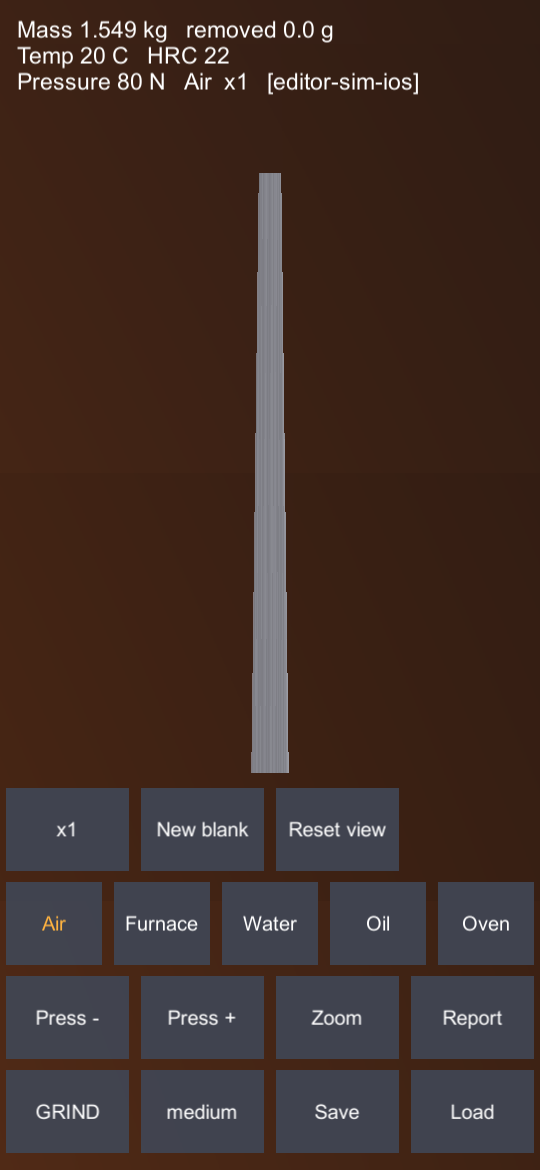 Mass 1.549 kg   removed 0.0 g
Temp 20 C   HRC 22
Pressure 80 N   Air  x1   [editor-sim-ios]
x1   New blank   Reset view
Air   Furnace   Water   Oil   Oven
Press -   Press +   Zoom   Report
GRIND   medium   Save   Load